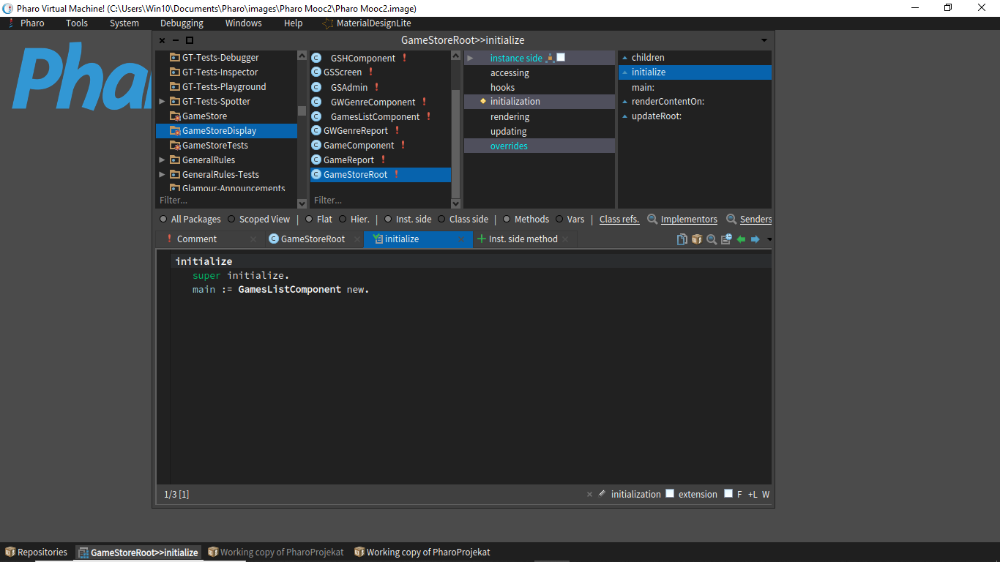 Pharo Virtual Machine! (C:\Users\Win10\Documents\Pharo\images\Pharo Mooc2\Pharo Mooc2.image)
Pharo Tools System Debugging Windows Help MaterialDesignLite
GameStoreRoot>>initialize
GT-Tests-Debugger
GT-Tests-Inspector
GT-Tests-Playground
GT-Tests-Spotter
GameStore
GameStoreDisplay
GameStoreTests
GeneralRules
GeneralRules-Tests
Glamour-Announcements
Filter...
GSHComponent
GSScreen
GSAdmin
GWGenreComponent
GamesListComponent
GWGenreReport
GameComponent
GameReport
GameStoreRoot
Filter...
instance side
accessing
hooks
initialization
rendering
updating
overrides
children
initialize
main:
renderContentOn:
updateRoot:
All Packages Scoped View | Flat Hier. | Inst. side Class side | Methods Vars | Class refs. Implementors Senders
Comment GameStoreRoot initialize Inst. side method
initialize
super initialize.
main := GamesListComponent new.
1/3 [1] initialization extension F +L W
Repositories GameStoreRoot>>initialize Working copy of PharoProjekat Working copy of PharoProjekat